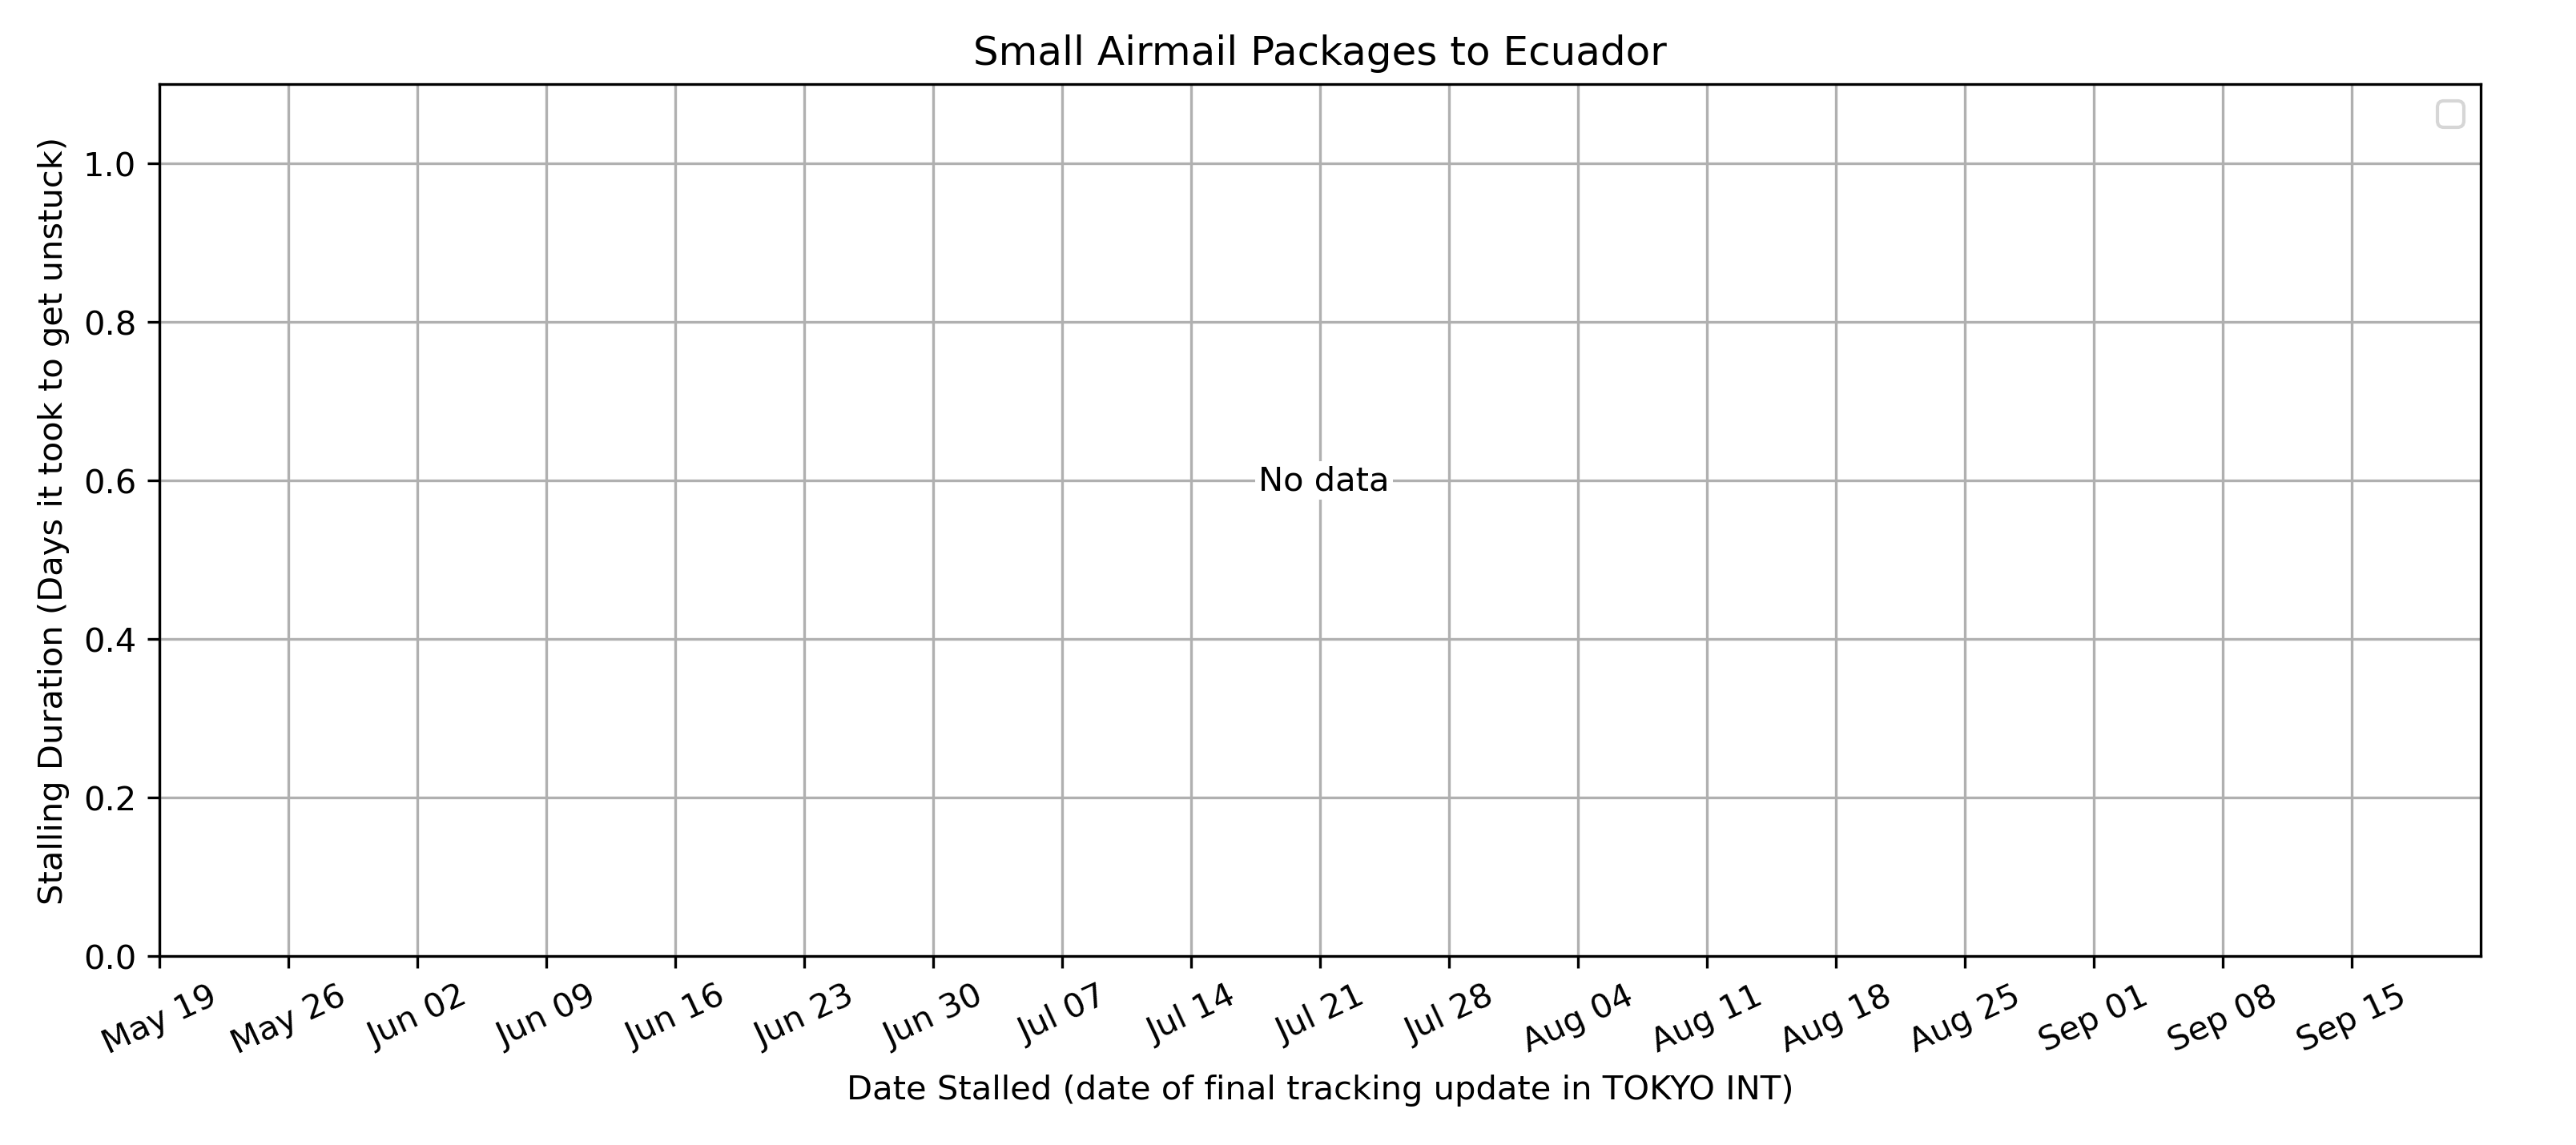 Small Airmail Packages to Ecuador
Stalling Duration (Days it took to get unstuck)
1.0
0.8
0.6
0.4
0.2
0.0
No data
May 19
May 26
Jun 02
Jun 09
Jun 16
Jun 23
Jun 30
Jul 07
Jul 14
Jul 21
Jul 28
Aug 04
Aug 11
Aug 18
Aug 25
Sep 01
Sep 08
Sep 15
Date Stalled (date of final tracking update in TOKYO INT)